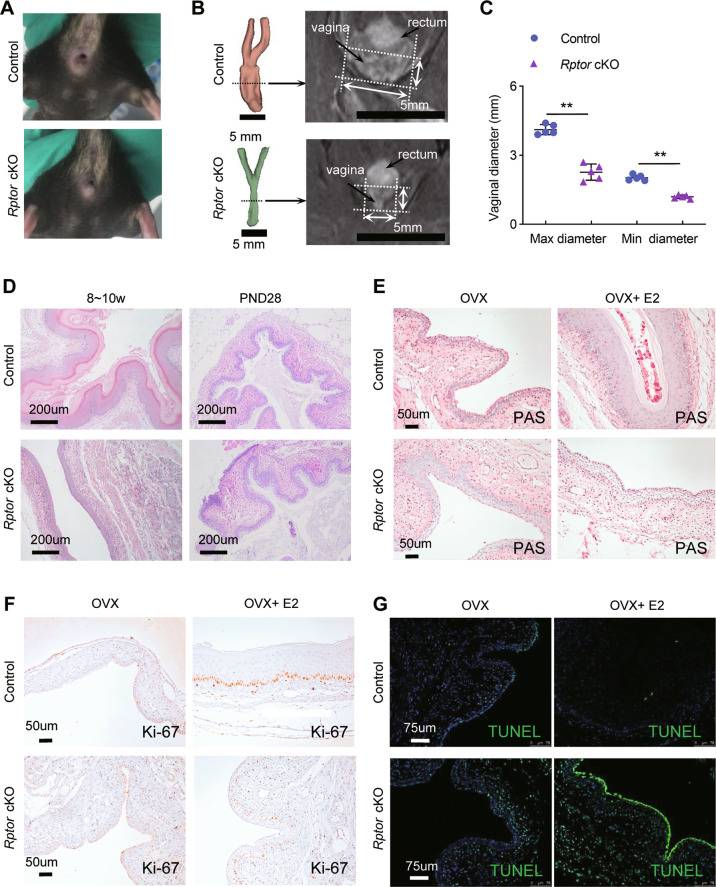 A
Control
Rptor cKO
B
Control
vagina
rectum
5mm
5 mm
Rptor cKO
vagina
rectum
5mm
5 mm
C
Control
Rptor cKO
Vaginal diameter (mm)
6
4
2
0
**
**
Max diameter
Min diameter
D
8~10w
PND28
Control
200um
200um
Rptor cKO
200um
200um
E
OVX
OVX+ E2
Control
50um
PAS
PAS
Rptor cKO
50um
PAS
PAS
F
OVX
OVX+ E2
Control
50um
Ki-67
Ki-67
Rptor cKO
50um
Ki-67
Ki-67
G
OVX
OVX+ E2
Control
75um
TUNEL
TUNEL
Rptor cKO
75um
TUNEL
TUNEL